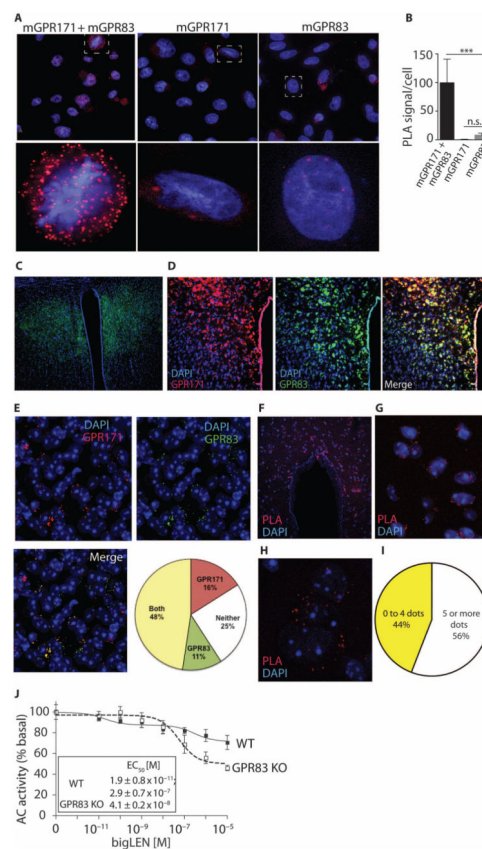 A
mGPR171 + mGPR83
mGPR171
mGPR83
B
PLA signal/cell
150
100
50
0
***
n.s.
mGPR171 +
mGPR83
mGPR171
C
D
DAPI
GPR171
DAPI
GPR83
Merge
E
DAPI
GPR171
DAPI
GPR83
Merge
Both
48%
GPR171
16%
Neither
25%
GPR83
11%
F
PLA
DAPI
G
PLA
DAPI
H
PLA
DAPI
I
0 to 4 dots
44%
5 or more
dots
56%
J
AC activity (% basal)
100
80
60
40
20
0
WT
GPR83 KO
EC50 [M]
WT
1.9 ± 0.8 x 10⁻¹¹;
2.9 ± 0.7 x 10⁻⁷
GPR83 KO
4.1 ± 0.2 x 10⁻⁸
0
10⁻¹¹
10⁻⁹
10⁻⁷
10⁻⁵
bigLEN [M]